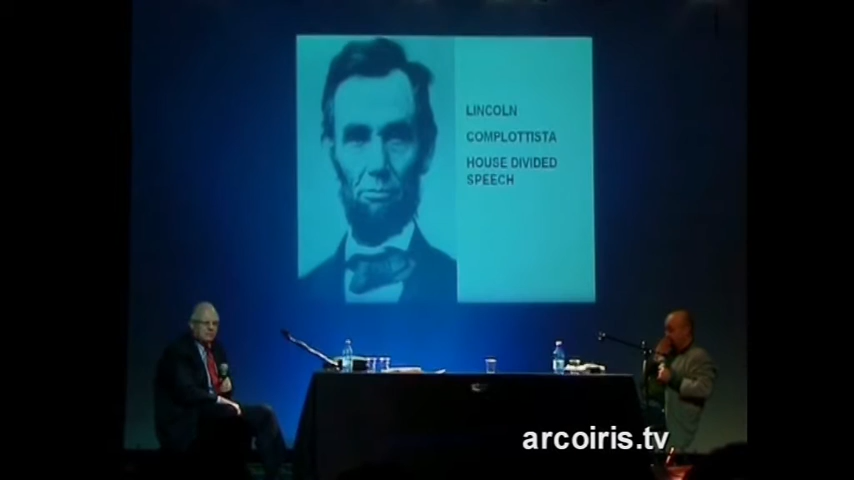 LINCOLN
COMPLOTTISTA
HOUSE DIVIDED
SPEECH
arcoiris.tv